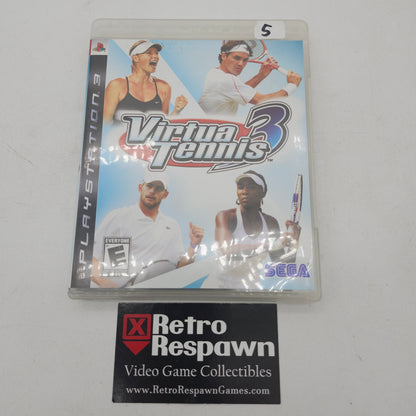 5
PLAYSTATION 3
Virtua
Tennis 3
EVERYONE
E
SEGA
Retro
Respawn
Video Game Collectibles
www.RetroRespawnGames.com